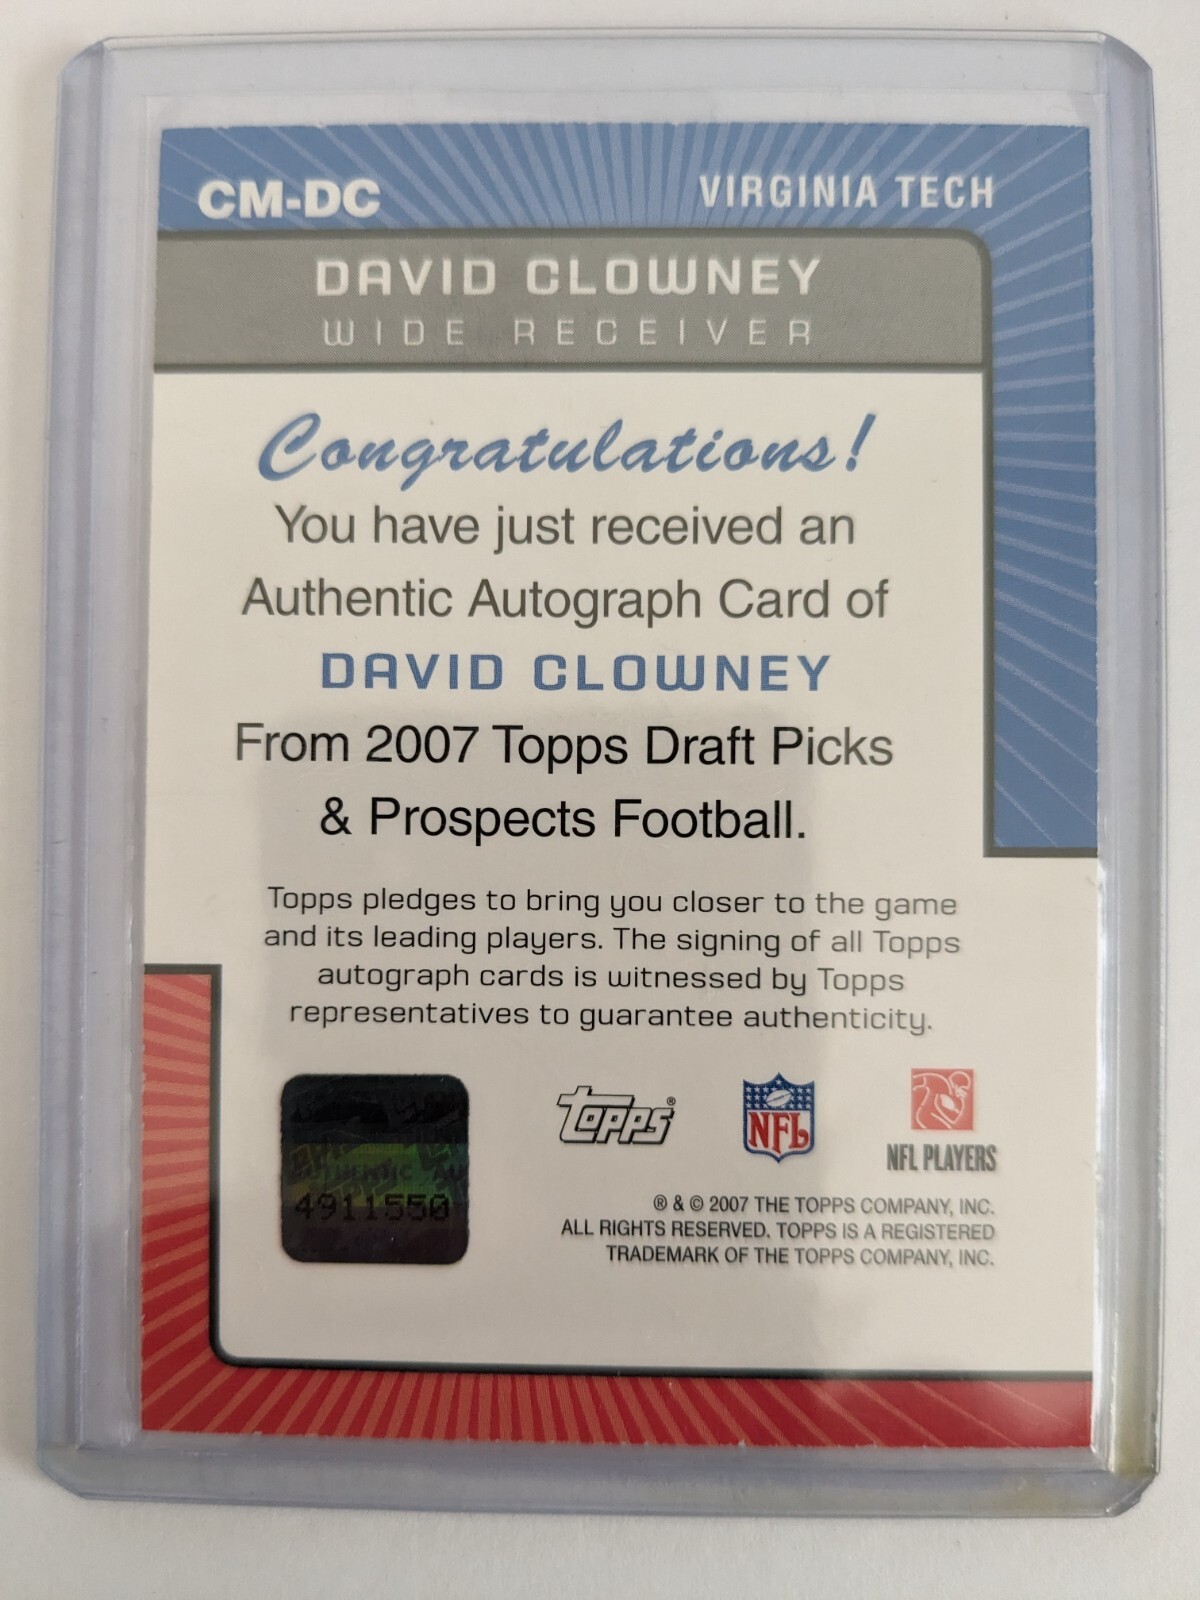 CM-DC
VIRGINIA TECH
DAVID CLOWNEY
WIDE RECEIVER
Congratulations!
You have just received an
Authentic Autograph Card of
DAVID CLOWNEY
From 2007 Topps Draft Picks
& Prospects Football.
Topps pledges to bring you closer to the game
and its leading players. The signing of all Topps
autograph cards is witnessed by Topps
representatives to guarantee authenticity.
Topps®
NFL
NFL PLAYERS
AUTHENTIC
4911550
® & © 2007 THE TOPPS COMPANY, INC.
ALL RIGHTS RESERVED. TOPPS IS A REGISTERED
TRADEMARK OF THE TOPPS COMPANY, INC.